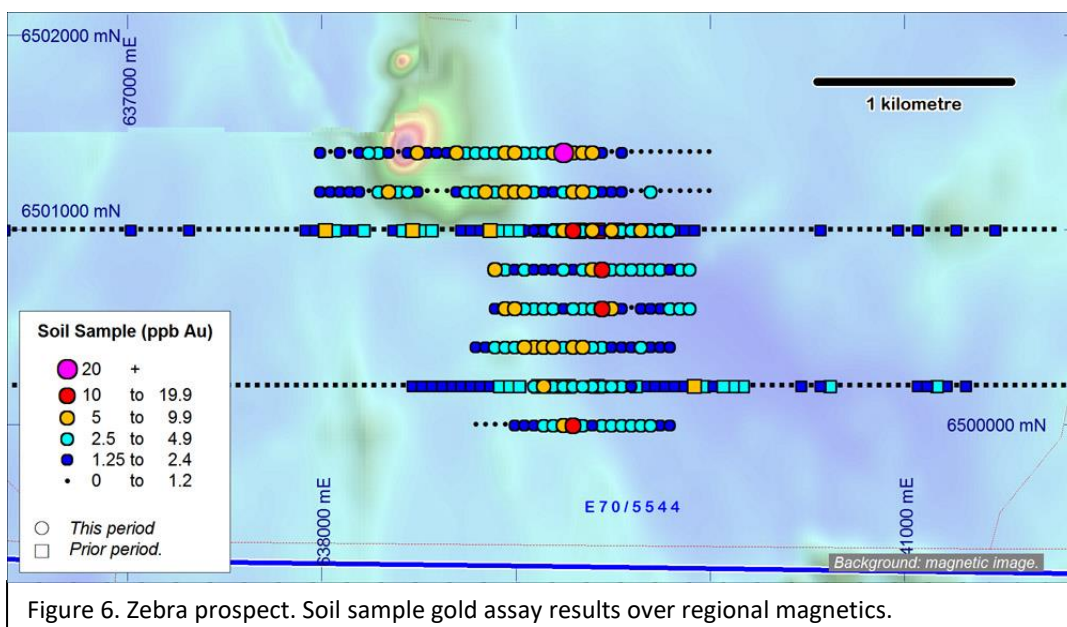 6502000 mN
637000 mE
1 kilometre
6501000 mN
Soil Sample (ppb Au)
20 +
10 to 19.9
5 to 9.9
2.5 to 4.9
1.25 to 2.4
0 to 1.2
This period
Prior period.
6500000 mN
638000 mE
E70/5544
41000 mE
Background: magnetic image.
Figure 6. Zebra prospect. Soil sample gold assay results over regional magnetics.